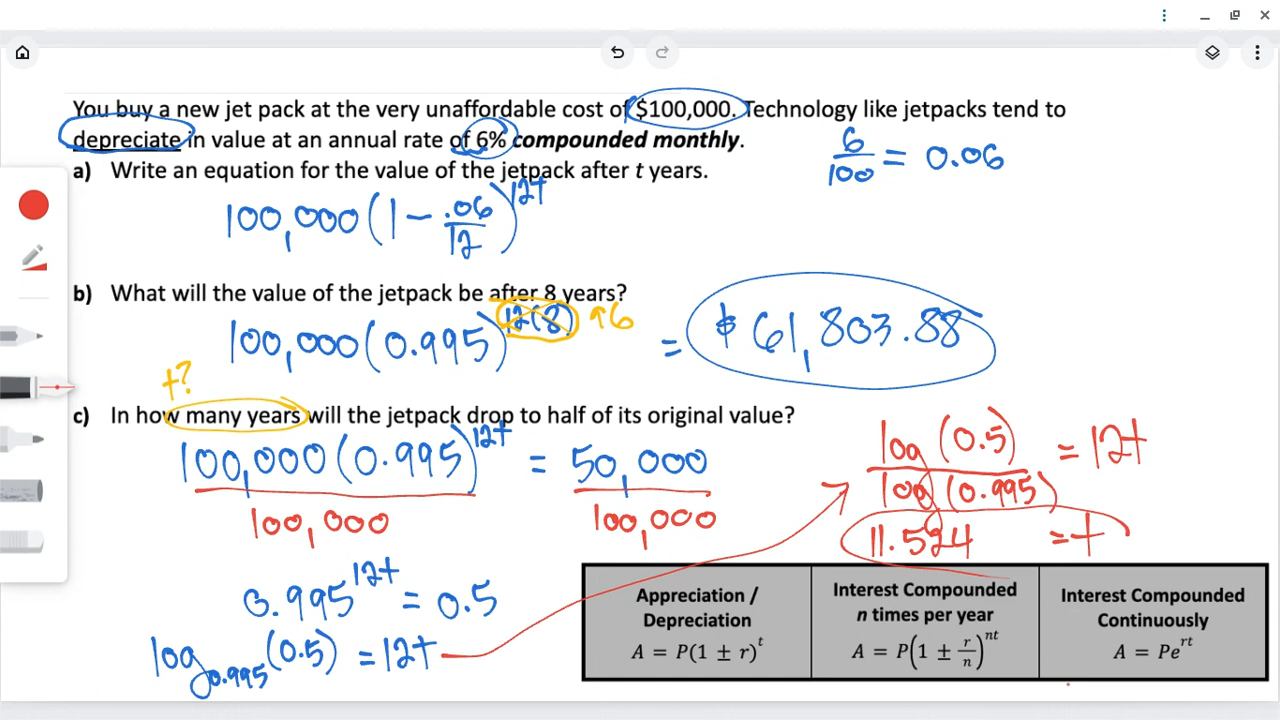 You buy a new jet pack at the very unaffordable cost of $100,000. Technology like jetpacks tend to
depreciate in value at an annual rate of 6% compounded monthly.
6/100 = 0.06
a) Write an equation for the value of the jetpack after t years.
100,000(1 - .06/12)^12t
b) What will the value of the jetpack be after 8 years?
100,000(0.995)^12(8) 96 = $61,803.88
t?
c) In how many years will the jetpack drop to half of its original value?
100,000(0.995)^12t = 50,000
100,000 100,000
0.995^12t = 0.5
log_0.995(0.5) = 12t
log(0.5)/log(0.995) = 12t
11.524 = t
Appreciation /
Depreciation
A = P(1 ± r)^t
Interest Compounded
n times per year
A = P(1 ± r/n)^nt
Interest Compounded
Continuously
A = Pe^rt